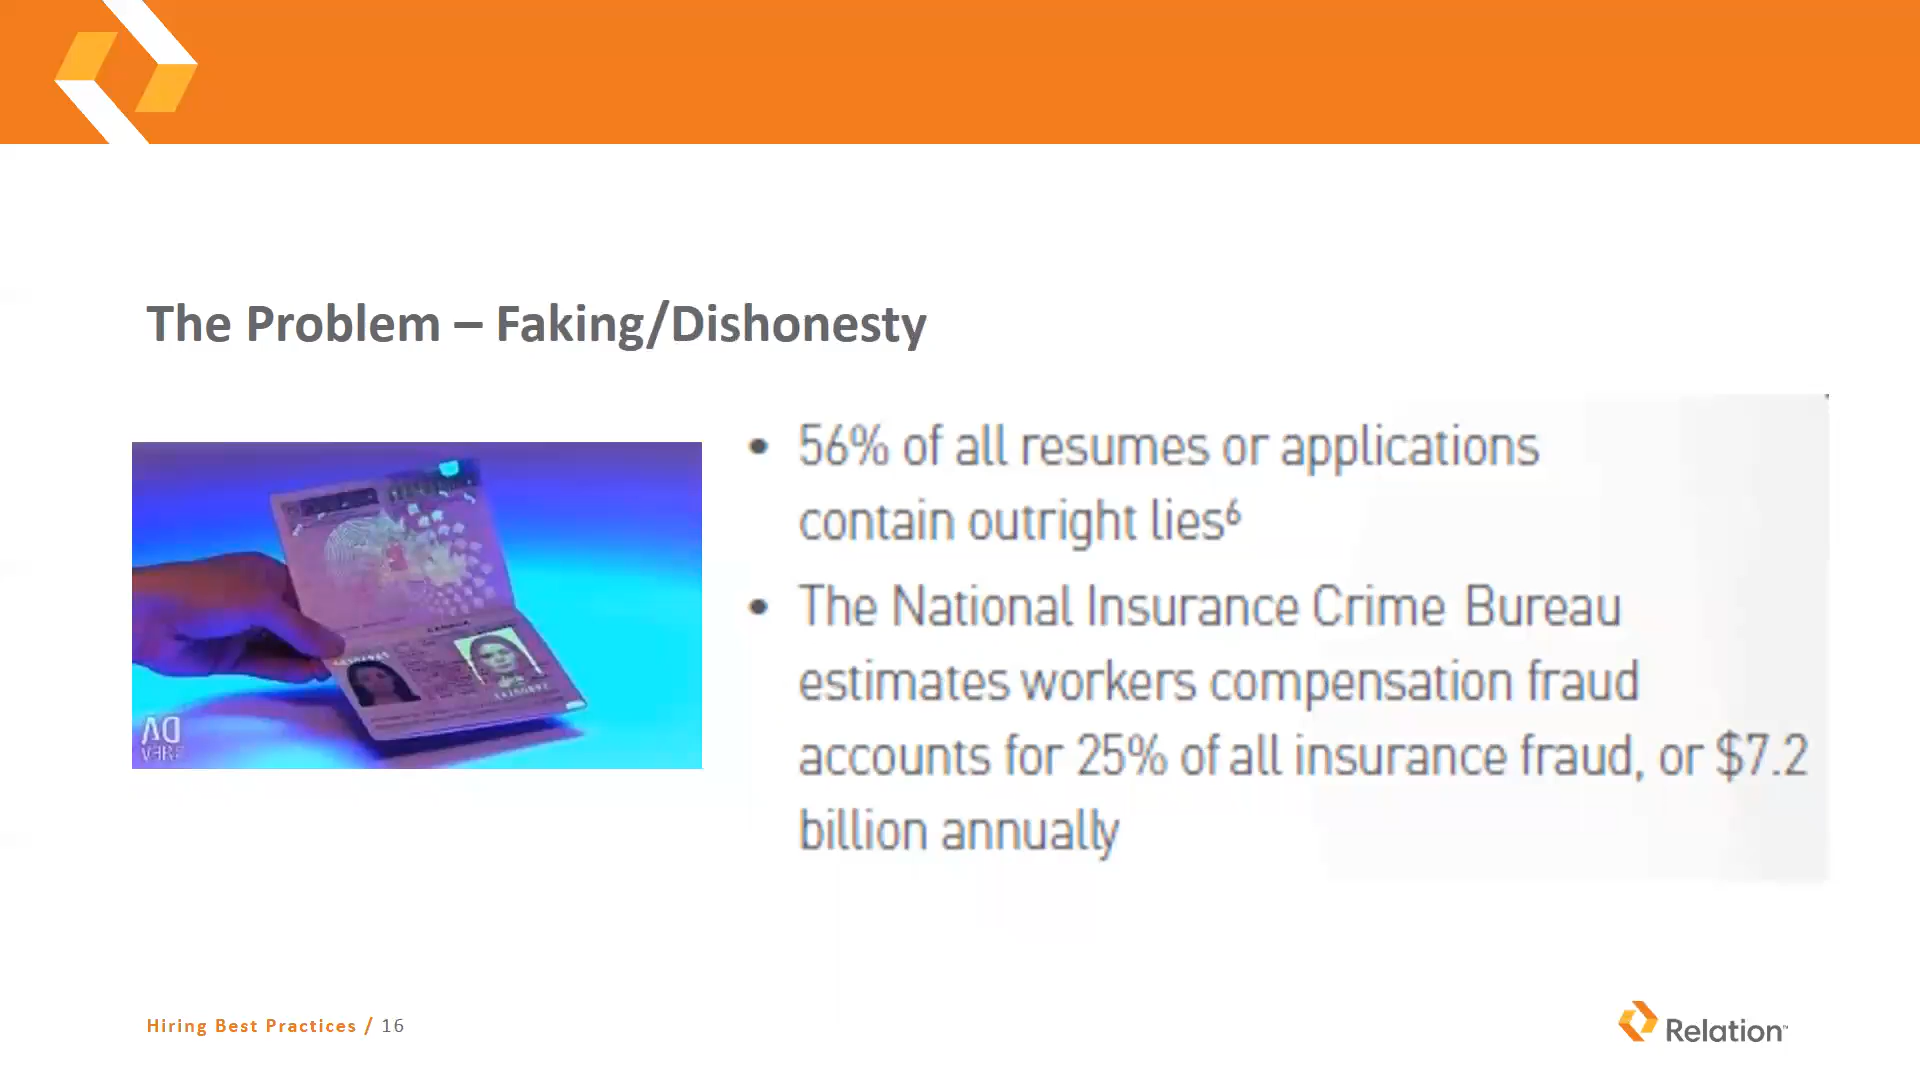 The Problem – Faking/Dishonesty
• 56% of all resumes or applications
contain outright lies⁶
• The National Insurance Crime Bureau
estimates workers compensation fraud
accounts for 25% of all insurance fraud, or $7.2
billion annually
CANADA
Hiring Best Practices / 16
Relation™